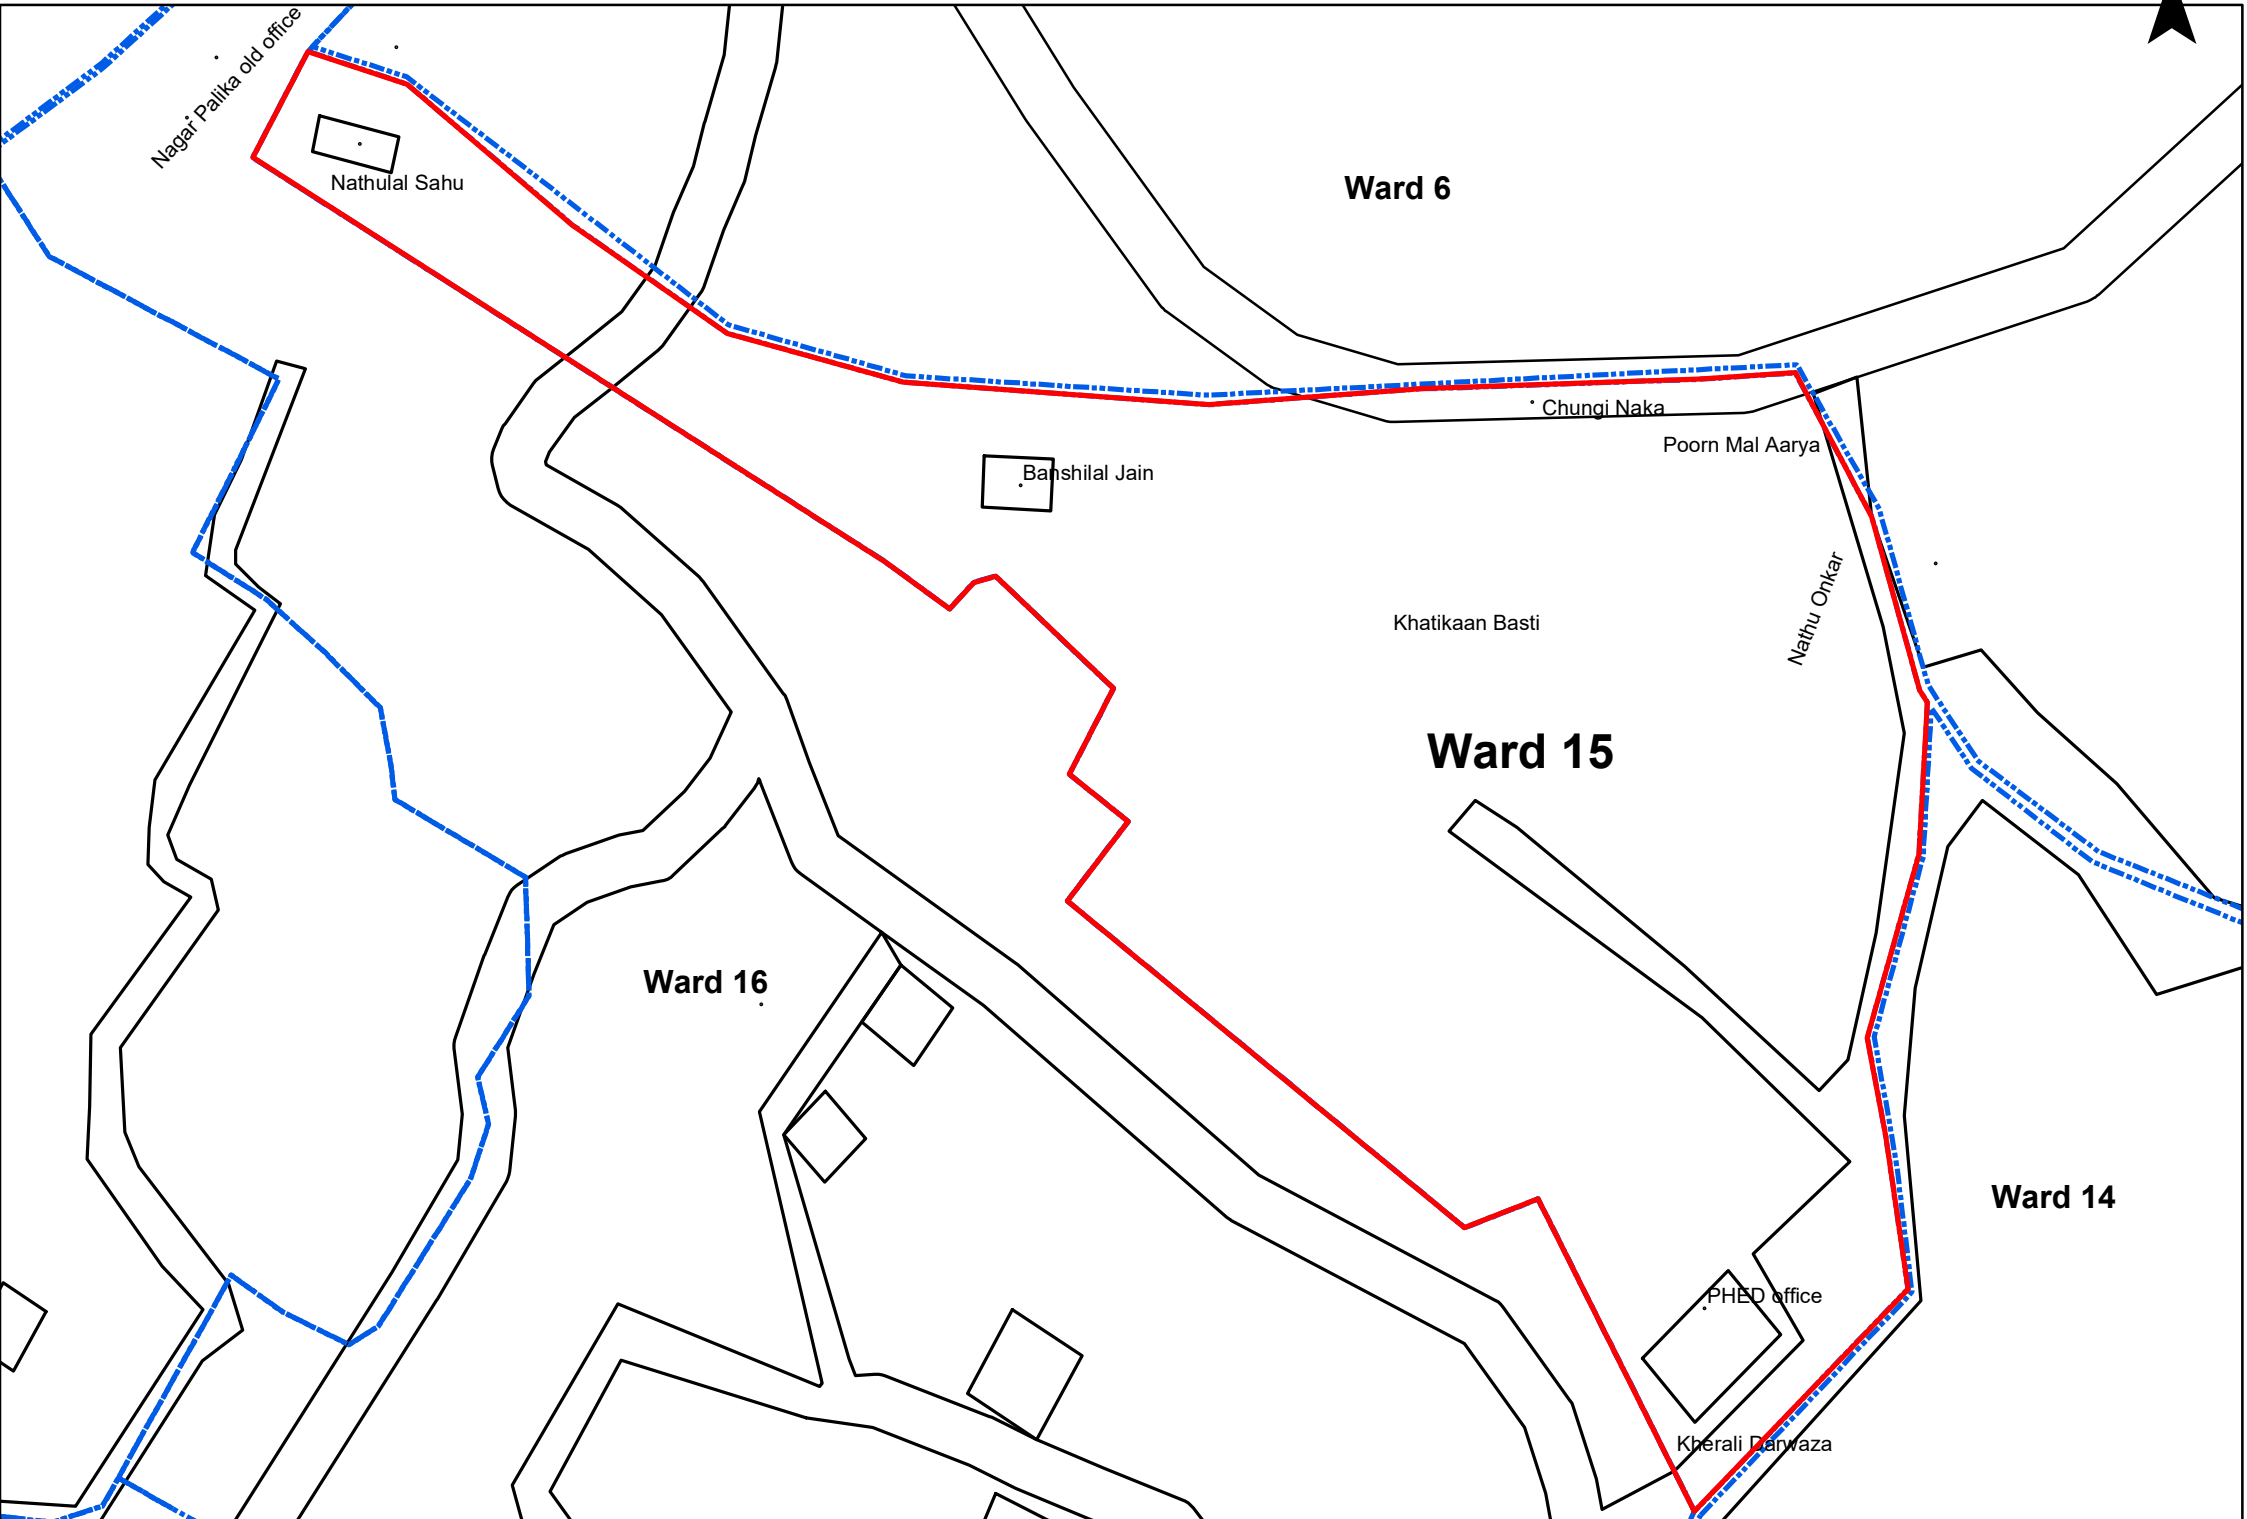 Nagar Palika old office
Nathulal Sahu
Ward 6
Chungi Naka
Poorn Mal Aarya
Banshilal Jain
Nathu Onkar
Khatikaan Basti
Ward 15
Ward 16
Ward 14
PHED office
Kherali Darwaza